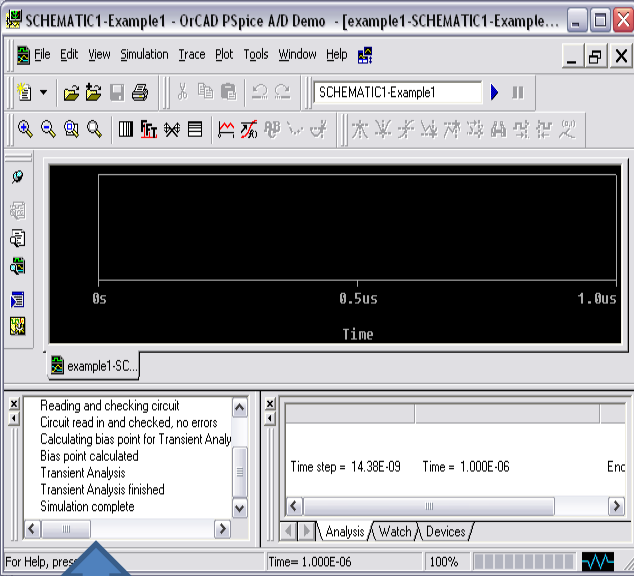 SCHEMATIC1-Example1 - OrCAD PSpice A/D Demo - [example1-SCHEMATIC1-Example...
File Edit View Simulation Trace Plot Tools Window Help
SCHEMATIC1-Example1
FFT
0s 0.5us 1.0us
Time
example1-SC...
Reading and checking circuit
Circuit read in and checked, no errors
Calculating bias point for Transient Analy
Bias point calculated
Transient Analysis
Transient Analysis finished
Simulation complete
Time step = 14.38E-09 Time = 1.000E-06 Enc
Analysis Watch Devices
For Help, pres Time= 1.000E-06 100%